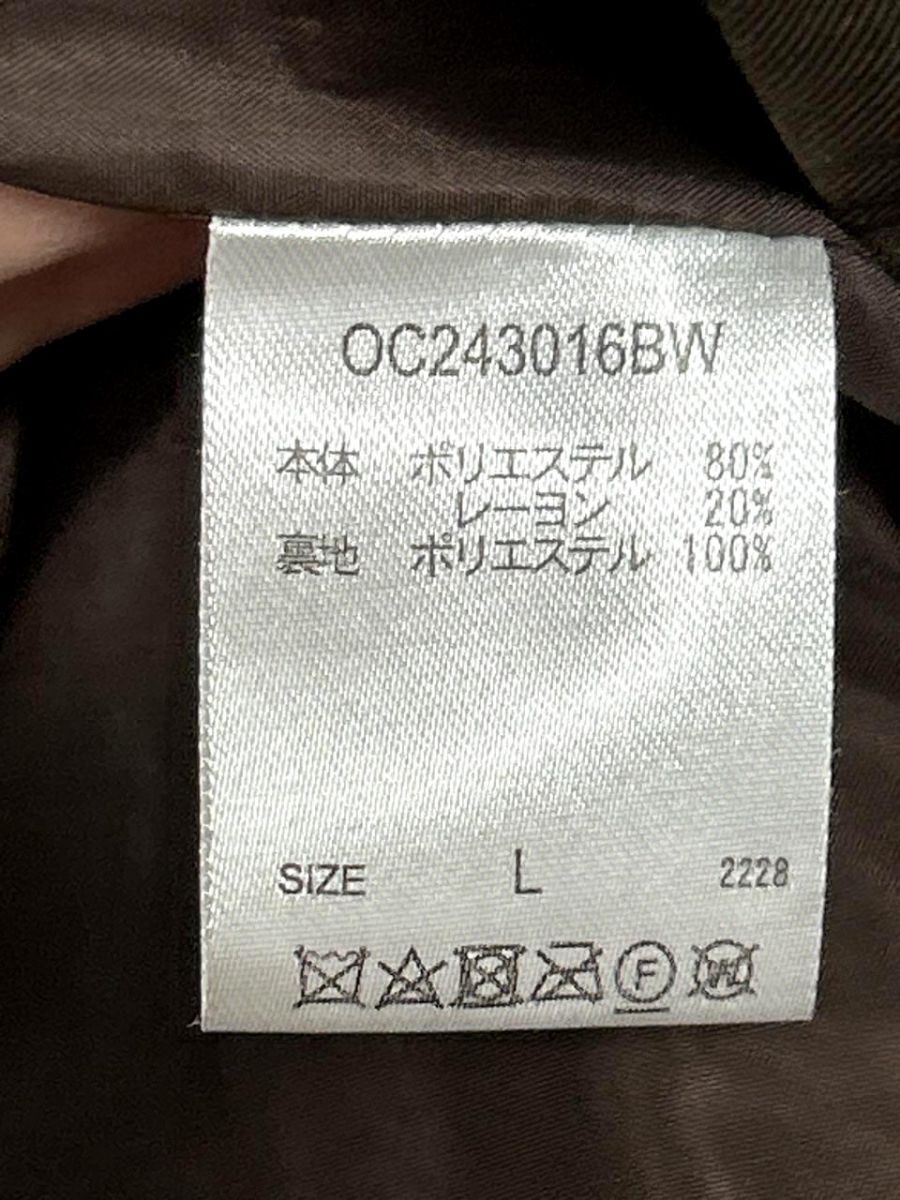 OC243016BW
本体 ポリエステル 80%
レーヨン 20%
裏地 ポリエステル 100%
SIZE L 2228
F W